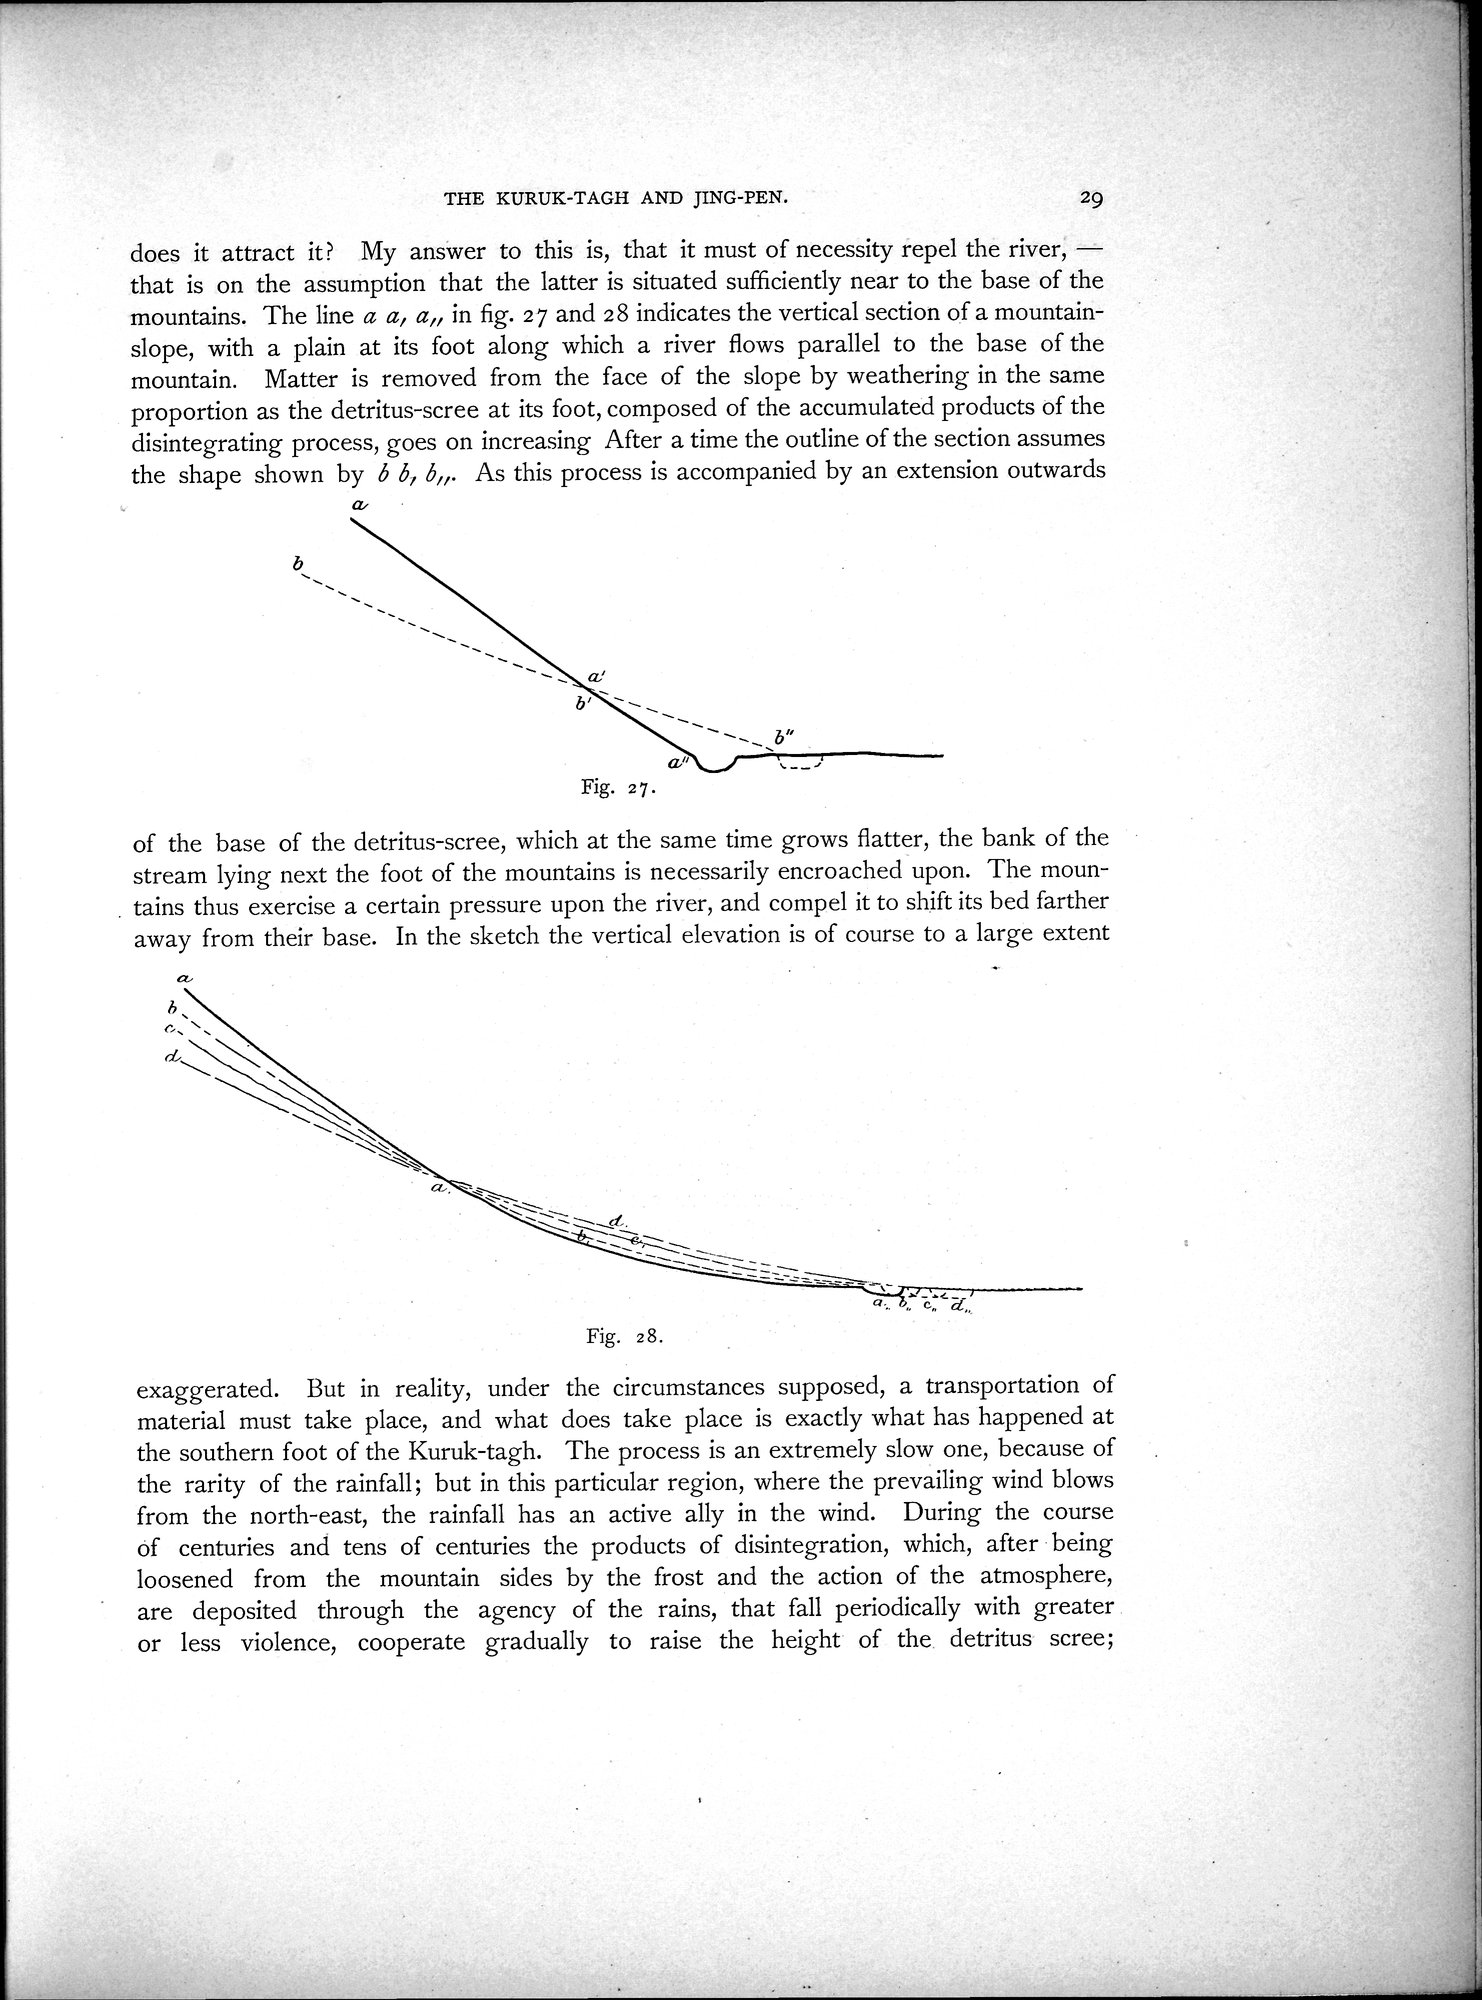 THE KURUK-TAGH AND JING-PEN. 29
does it attract it? My answer to this is, that it must of necessity repel the river, —
that is on the assumption that the latter is situated sufficiently near to the base of the
mountains. The line a a, a,, in fig. 27 and 28 indicates the vertical section of a mountain-
slope, with a plain at its foot along which a river flows parallel to the base of the
mountain. Matter is removed from the face of the slope by weathering in the same
proportion as the detritus-scree at its foot, composed of the accumulated products of the
disintegrating process, goes on increasing After a time the outline of the section assumes
the shape shown by b b, b,,. As this process is accompanied by an extension outwards
a
b
a'
b'
b"
a"
Fig. 27.
of the base of the detritus-scree, which at the same time grows flatter, the bank of the
stream lying next the foot of the mountains is necessarily encroached upon. The moun-
tains thus exercise a certain pressure upon the river, and compel it to shift its bed farther
away from their base. In the sketch the vertical elevation is of course to a large extent
a
b
c
d
a,
d,
b, c,
a,, b,, c,, d,,
Fig. 28.
exaggerated. But in reality, under the circumstances supposed, a transportation of
material must take place, and what does take place is exactly what has happened at
the southern foot of the Kuruk-tagh. The process is an extremely slow one, because of
the rarity of the rainfall; but in this particular region, where the prevailing wind blows
from the north-east, the rainfall has an active ally in the wind. During the course
of centuries and tens of centuries the products of disintegration, which, after being
loosened from the mountain sides by the frost and the action of the atmosphere,
are deposited through the agency of the rains, that fall periodically with greater
or less violence, cooperate gradually to raise the height of the detritus scree;